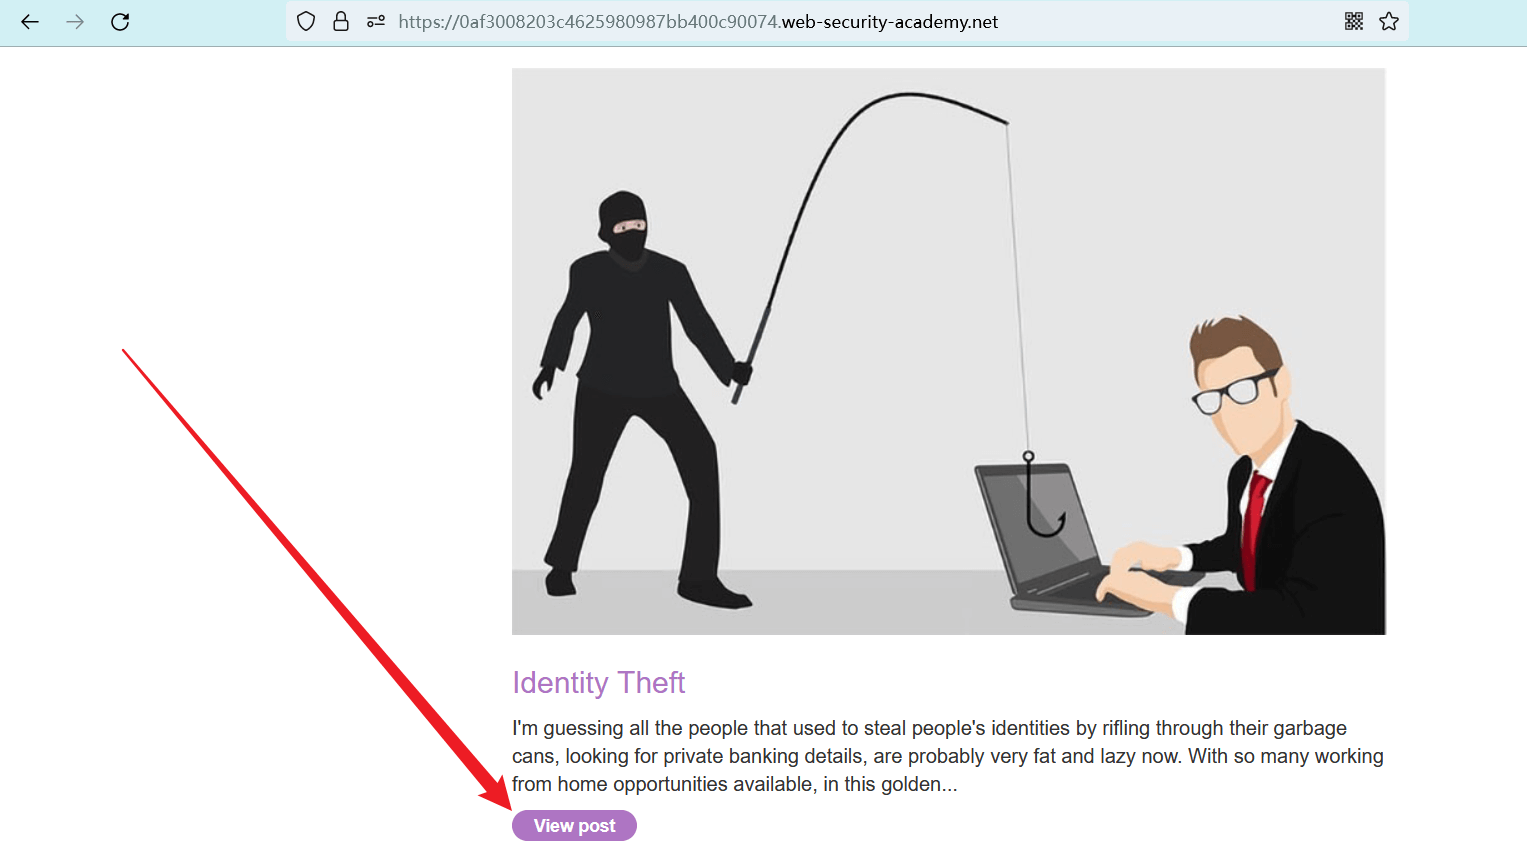 https://0af3008203c4625980987bb400c90074.web-security-academy.net
Identity Theft
I'm guessing all the people that used to steal people's identities by rifling through their garbage
cans, looking for private banking details, are probably very fat and lazy now. With so many working
from home opportunities available, in this golden...
View post